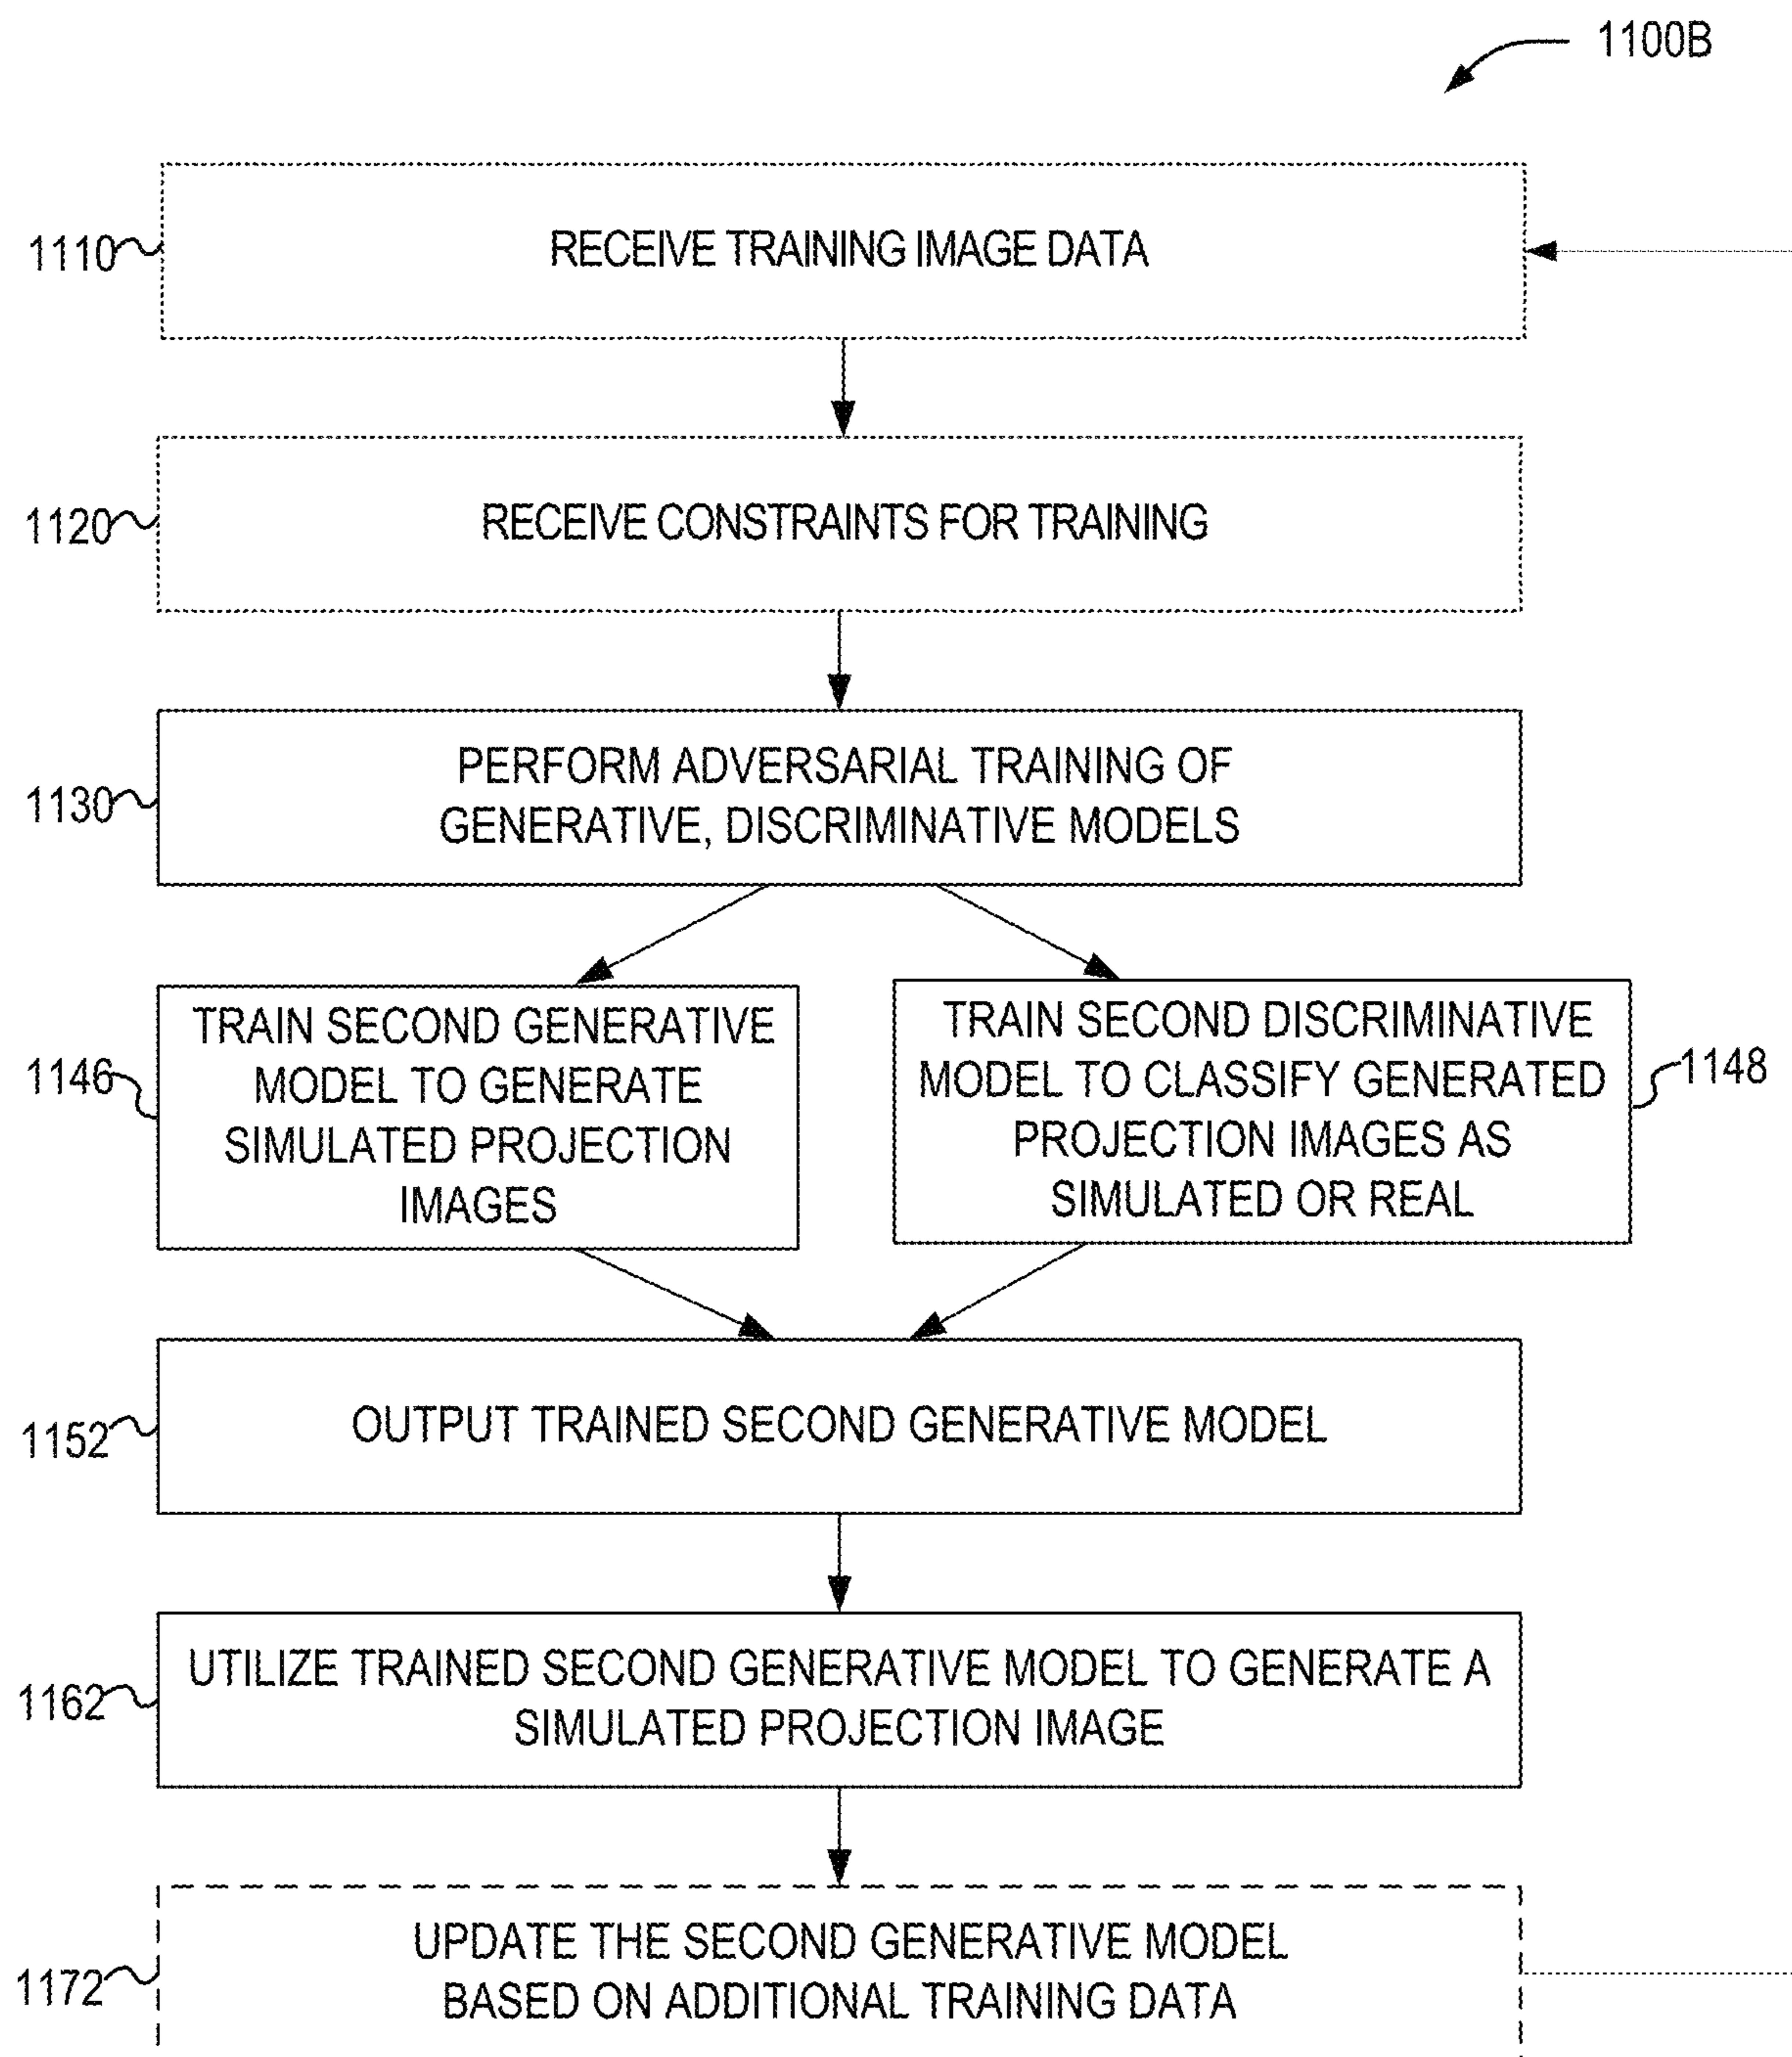 1100B
1110
RECEIVE TRAINING IMAGE DATA
1120
RECEIVE CONSTRAINTS FOR TRAINING
1130
PERFORM ADVERSARIAL TRAINING OF
GENERATIVE, DISCRIMINATIVE MODELS
1146
TRAIN SECOND GENERATIVE
MODEL TO GENERATE
SIMULATED PROJECTION
IMAGES
TRAIN SECOND DISCRIMINATIVE
MODEL TO CLASSIFY GENERATED
PROJECTION IMAGES AS
SIMULATED OR REAL
1148
1152
OUTPUT TRAINED SECOND GENERATIVE MODEL
1162
UTILIZE TRAINED SECOND GENERATIVE MODEL TO GENERATE A
SIMULATED PROJECTION IMAGE
1172
UPDATE THE SECOND GENERATIVE MODEL
BASED ON ADDITIONAL TRAINING DATA